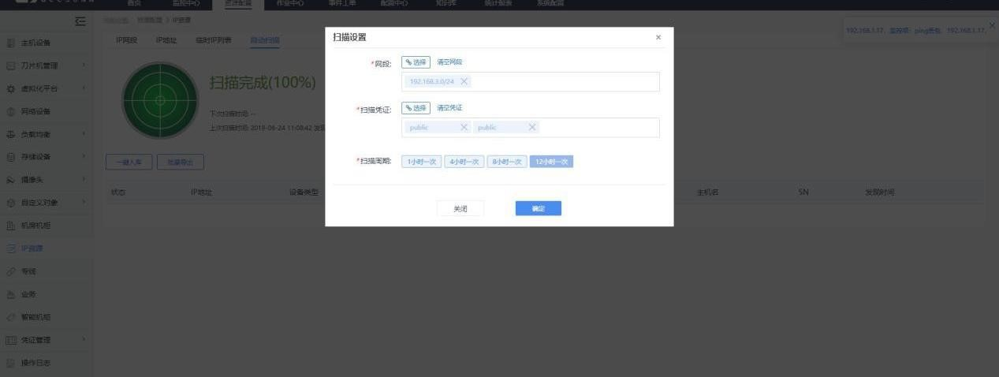 首页 监控中心 资源配置 作业中心 事件工单 配置中心 知识库 统计报表 系统配置
资源配置 > IP资源
192.168.1.17, 监控项: ping丢包, 192.168.1.17,
IP网段 IP地址 临时IP列表 自动扫描
扫描设置
主机设备
刀片机管理
虚拟化平台
网络设备
负载均衡
存储设备
摄像头
自定义对象
机房机柜
IP资源
专线
业务
智能机柜
凭证管理
操作日志
扫描完成(100%)
下次扫描时间: --
上次扫描时间: 2019-06-24 11:08:42 发现
一键入库 批量导出
状态 IP地址 设备类型 主机名 SN 发现时间
*网段: 选择 清空网段
192.168.3.0/24
*扫描凭证: 选择 清空凭证
public public
*扫描周期: 1小时一次 4小时一次 8小时一次 12小时一次
关闭 确定